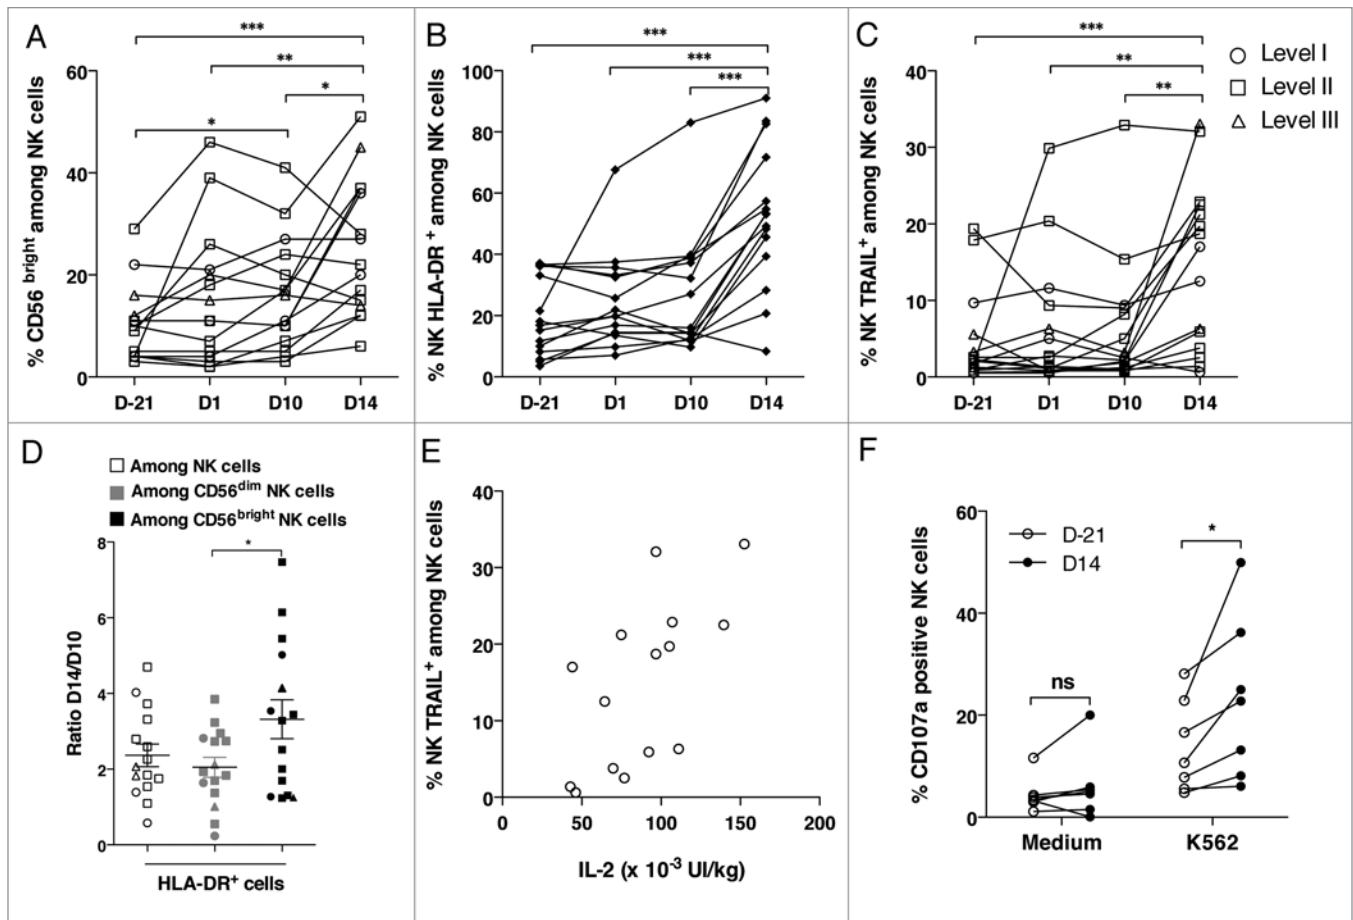 A
***
**
*
*
60
40
20
0
% CD56 bright among NK cells
D-21 D1 D10 D14
B
***
***
***
100
80
60
40
20
0
% NK HLA-DR + among NK cells
D-21 D1 D10 D14
C
***
**
**
40
30
20
10
0
% NK TRAIL+ among NK cells
D-21 D1 D10 D14
Level I
Level II
Level III
D
Among NK cells
Among CD56dim NK cells
Among CD56bright NK cells
*
8
6
4
2
0
Ratio D14/D10
HLA-DR+ cells
E
40
30
20
10
0
% NK TRAIL+ among NK cells
0 50 100 150 200
IL-2 (x 10-3 UI/kg)
F
D-21
D14
ns
*
60
40
20
0
% CD107a positive NK cells
Medium K562